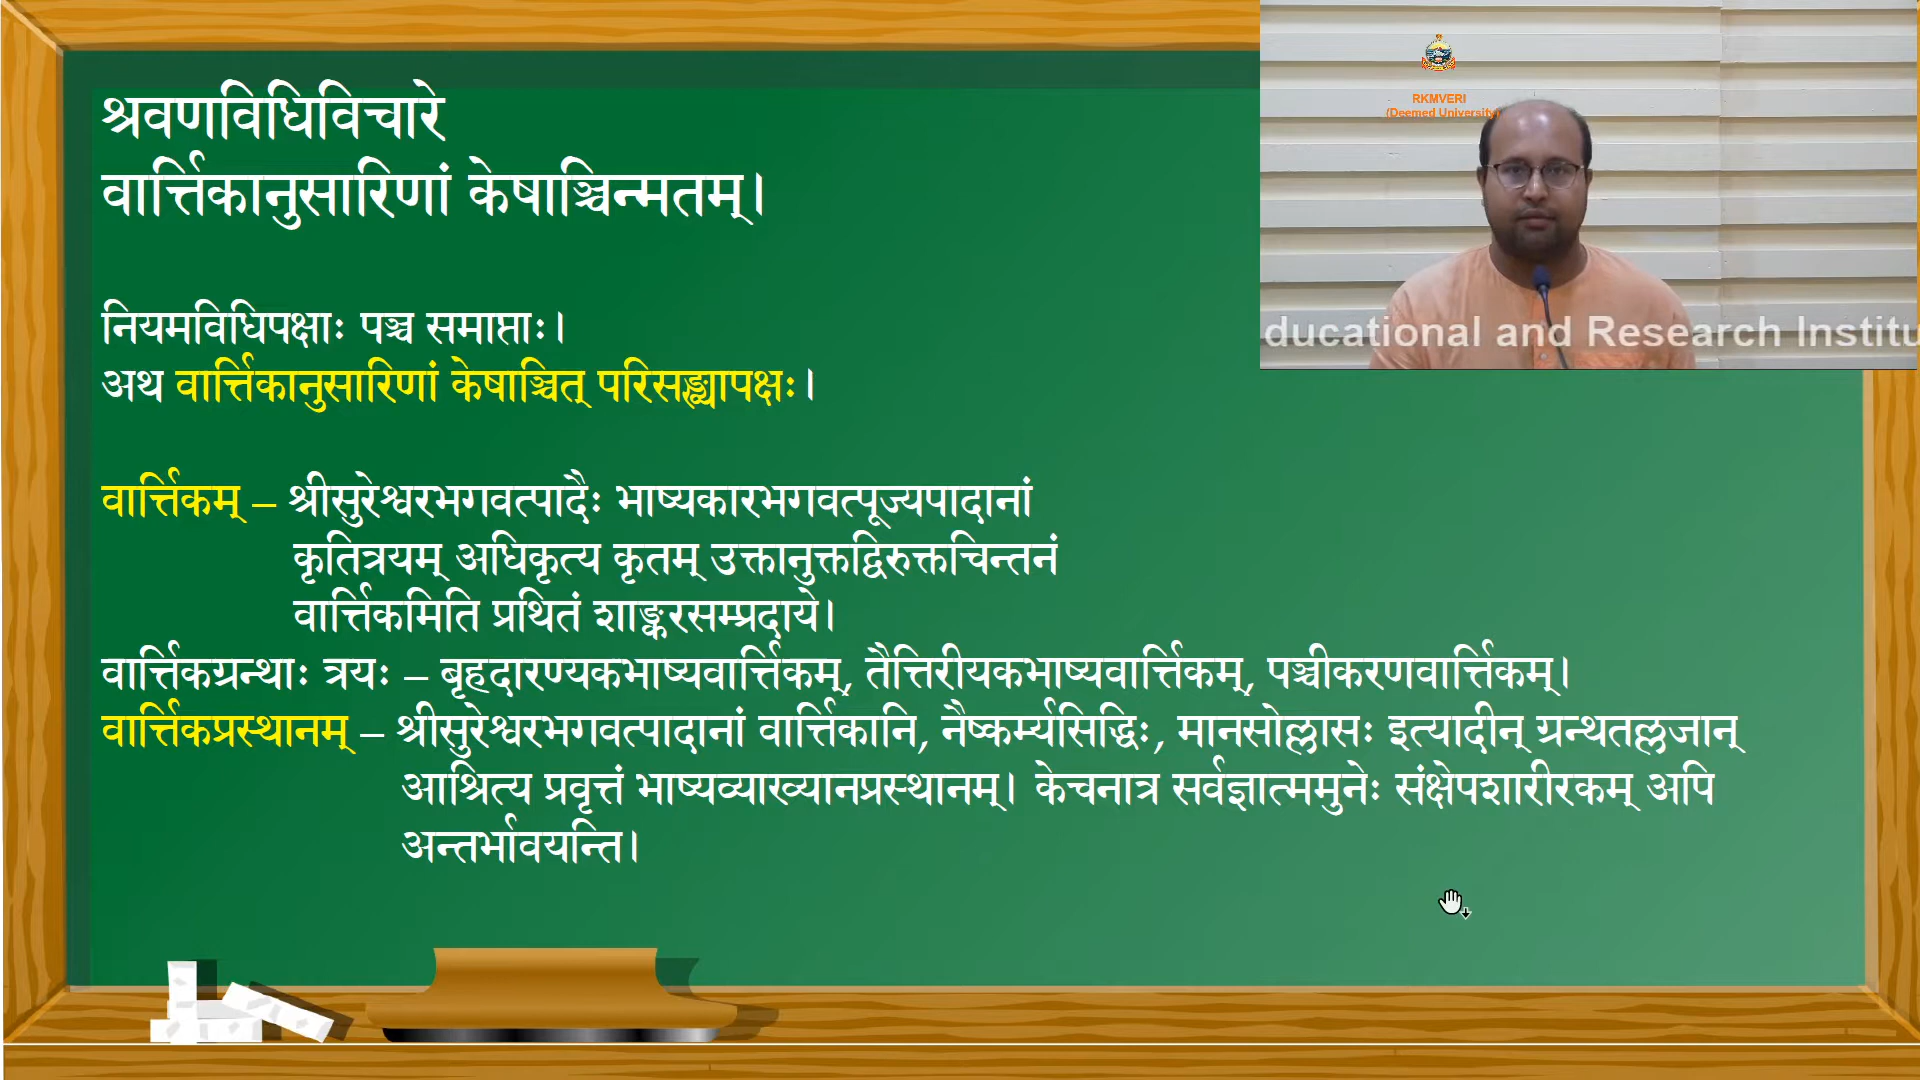 श्रवणविधिविचारे
वार्त्तिकानुसारिणां केषाञ्चिन्मतम्।
नियमविधिपक्षाः पञ्च समाप्ताः।
अथ वार्त्तिकानुसारिणां केषाञ्चित् परिसङ्ख्यापक्षः।
वार्त्तिकम् – श्रीसुरेश्वरभगवत्पादैः भाष्यकारभगवत्पूज्यपादानां
कृतित्रयम् अधिकृत्य कृतम् उक्तानुक्तद्विरुक्तचिन्तनं
वार्त्तिकमिति प्रथितं शाङ्करसम्प्रदाये।
वार्त्तिकग्रन्थाः त्रयः – बृहदारण्यकभाष्यवार्त्तिकम्, तैत्तिरीयकभाष्यवार्त्तिकम्, पञ्चीकरणवार्त्तिकम्।
वार्त्तिकप्रस्थानम् – श्रीसुरेश्वरभगवत्पादानां वार्त्तिकानि, नैष्कर्म्यसिद्धिः, मानसोल्लासः इत्यादीन् ग्रन्थतल्लजान्
आश्रित्य प्रवृत्तं भाष्यव्याख्यानप्रस्थानम्। केचनात्र सर्वज्ञात्ममुनेः संक्षेपशारीरकम् अपि
अन्तर्भावयन्ति।
RKMVERI
(Deemed University)
ducational and Research Institu